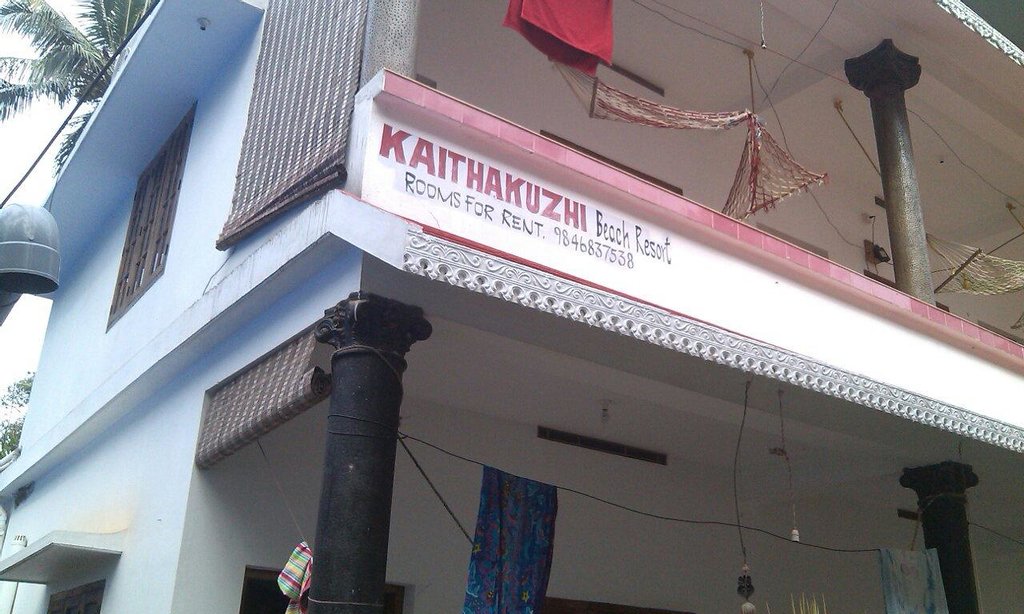 KAITHAKUZHI Beach Resort
ROOMS FOR RENT. 9846837538